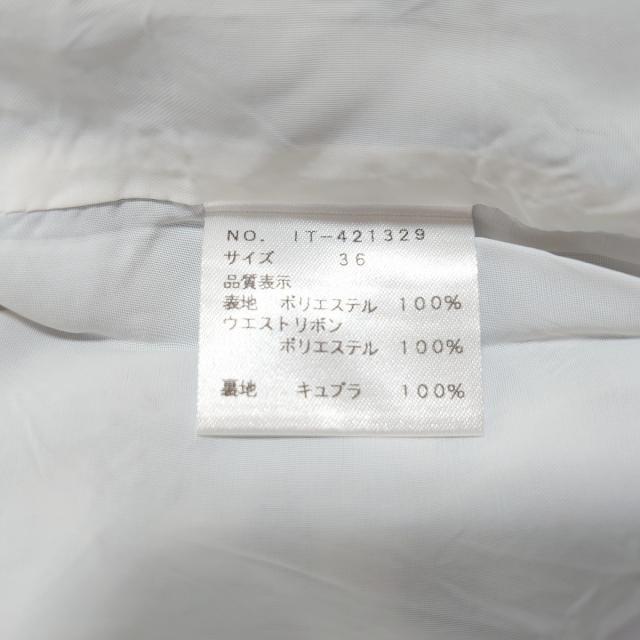 NO. IT-421329
サイズ 36
品質表示
表地 ポリエステル 100%
ウエストリボン
ポリエステル 100%
裏地 キュプラ 100%